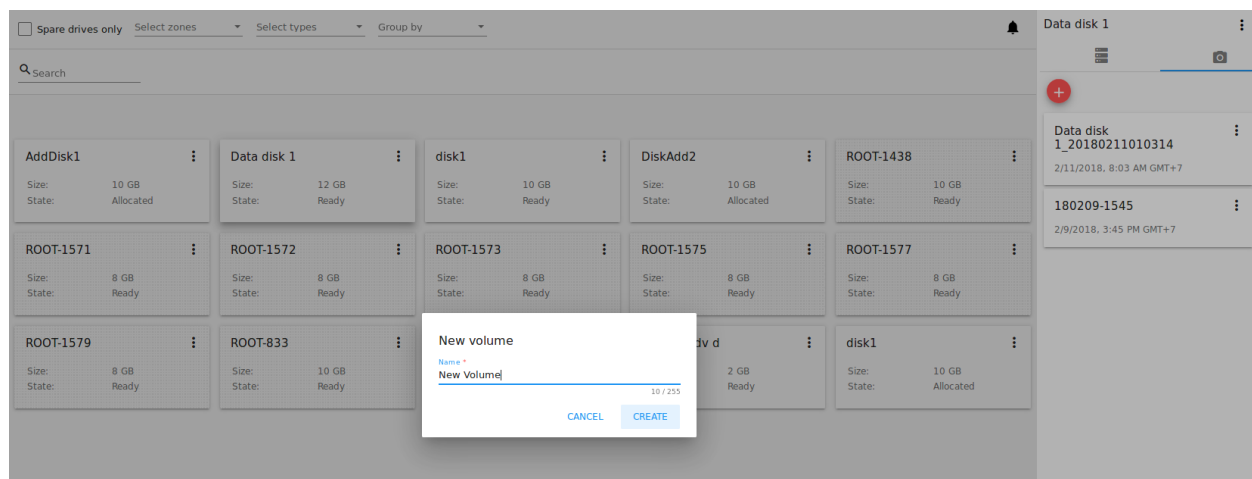 Spare drives only Select zones Select types Group by
Search
AddDisk1
Size: 10 GB
State: Allocated
Data disk 1
Size: 12 GB
State: Ready
disk1
Size: 10 GB
State: Ready
DiskAdd2
Size: 10 GB
State: Allocated
ROOT-1438
Size: 10 GB
State: Ready
ROOT-1571
Size: 8 GB
State: Ready
ROOT-1572
Size: 8 GB
State: Ready
ROOT-1573
Size: 8 GB
State: Ready
ROOT-1575
Size: 8 GB
State: Ready
ROOT-1577
Size: 8 GB
State: Ready
ROOT-1579
Size: 8 GB
State: Ready
ROOT-833
Size: 10 GB
State: Ready
dv d
2 GB
Ready
disk1
Size: 10 GB
State: Allocated
New volume
Name *
New Volume
10 / 255
CANCEL CREATE
Data disk 1
Data disk
1_20180211010314
2/11/2018, 8:03 AM GMT+7
180209-1545
2/9/2018, 3:45 PM GMT+7